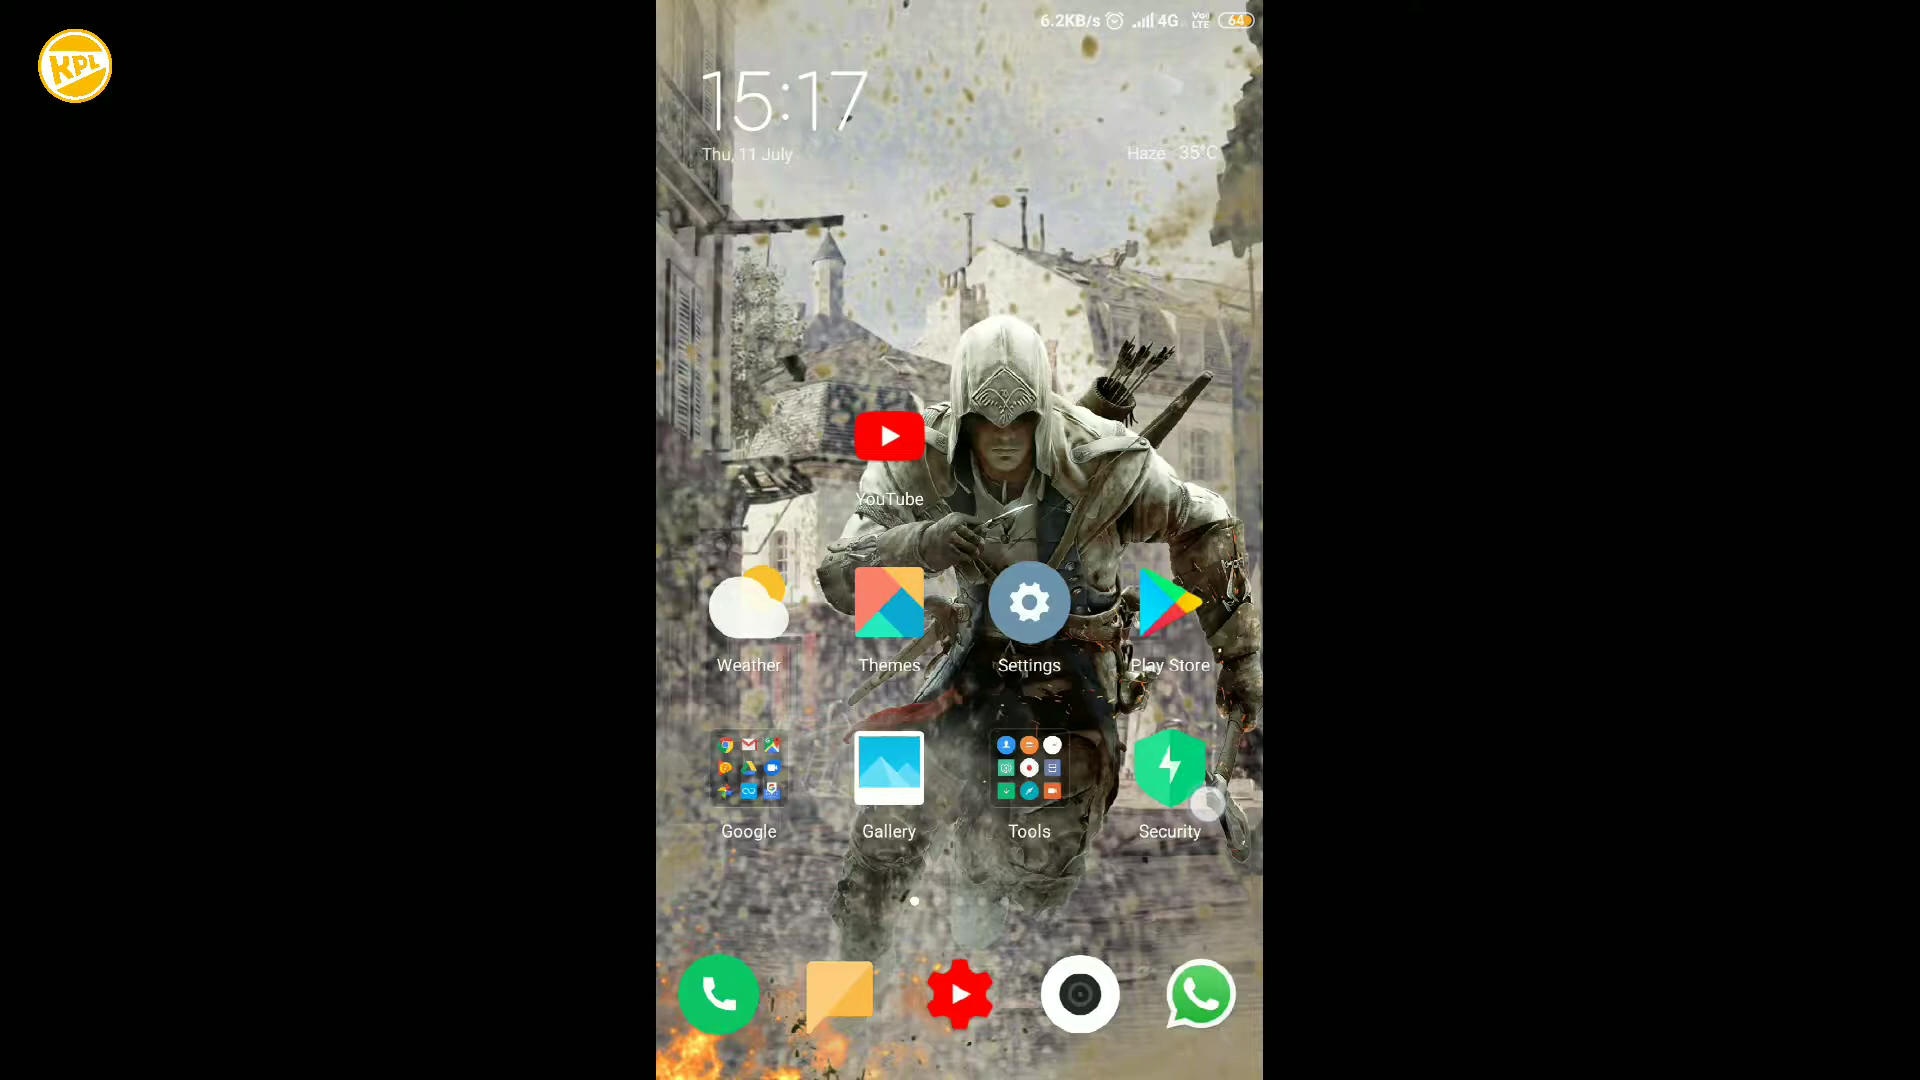 KPL
6.2KB/s 4G VoLTE 64
15:17
Thu, 11 July
Haze 35°C
YouTube
Weather
Themes
Settings
Play Store
Google
Gallery
Tools
Security